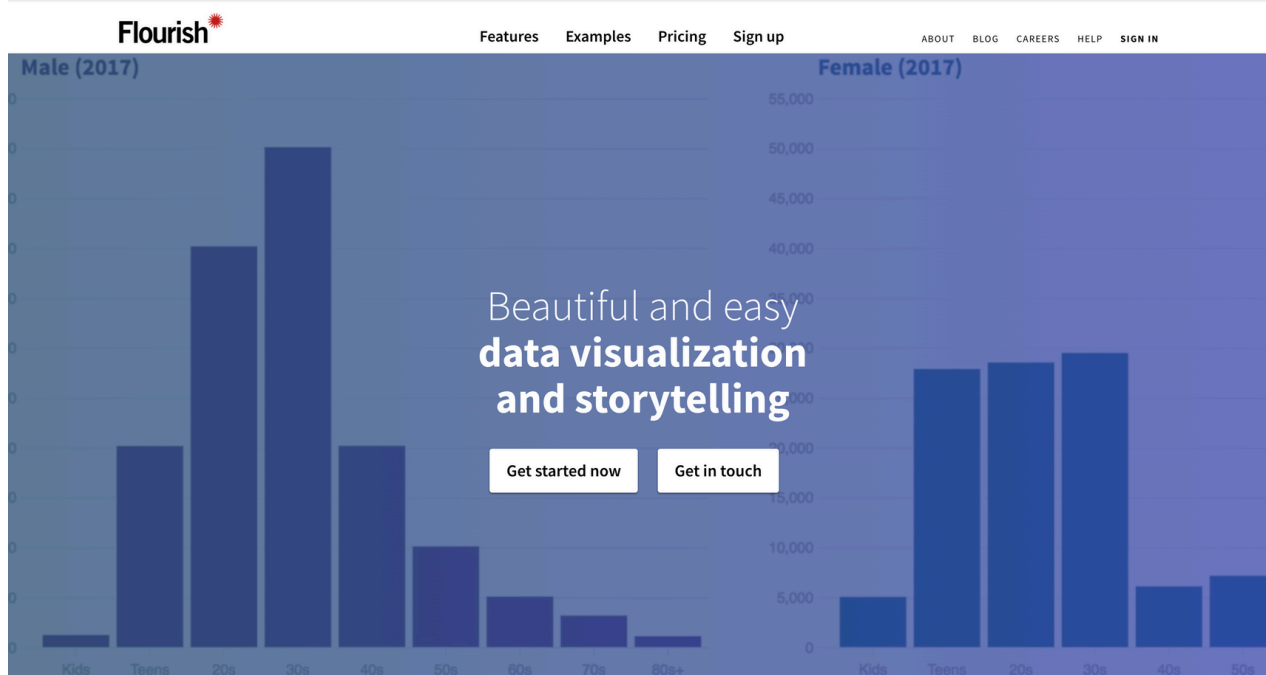 Flourish
Features Examples Pricing Sign up
ABOUT BLOG CAREERS HELP SIGN IN
Male (2017)
Female (2017)
55,000
50,000
45,000
40,000
Beautiful and easy
data visualization
and storytelling
Get started now
Get in touch
15,000
10,000
5,000
0
Kids Teens 20s 30s 40s 50s 60s 70s 80s+
Kids Teens 20s 30s 40s 50s